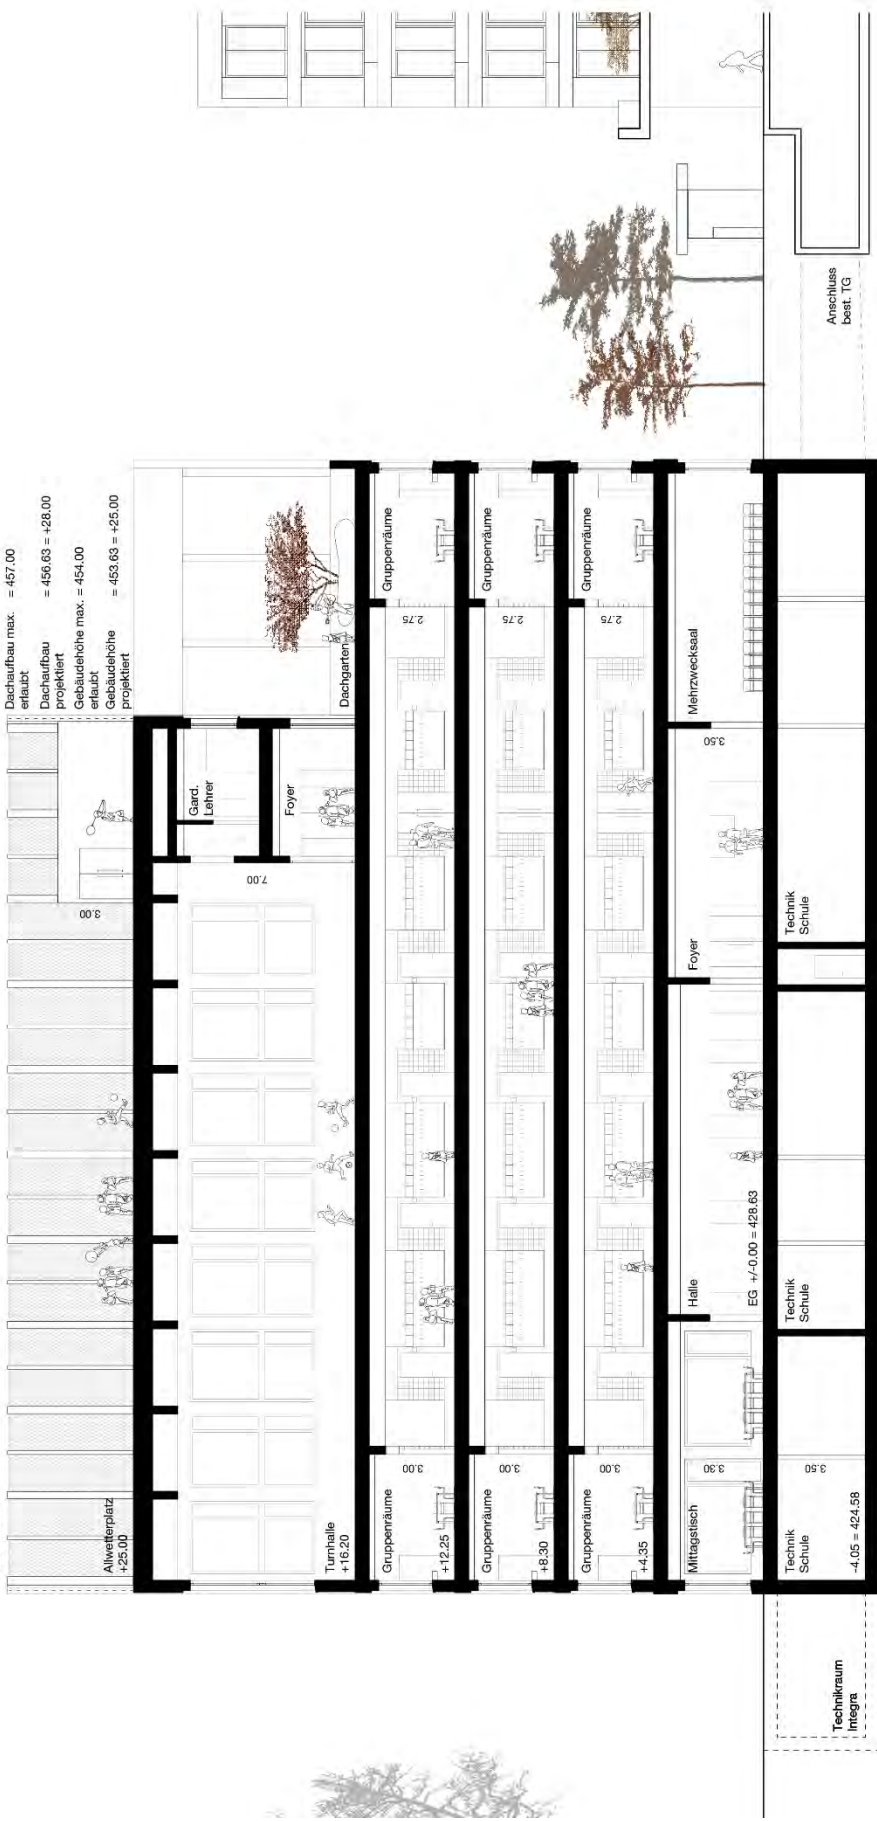 Dachaufbau max. = 457.00
erlaubt
Dachaufbau = 456.63 = +28.00
projektiert
Gebäudehöhe max. = 454.00
erlaubt
Gebäudehöhe = 453.63 = +25.00
projektiert
Allwetterplatz
+25.00
3.00
Turnhalle
+16.20
7.00
Gard.
Lehrer
Foyer
Dachgarten
Gruppenräume
+12.25
3.00
2.75
Gruppenräume
Gruppenräume
+8.30
3.00
2.75
Gruppenräume
Gruppenräume
+4.35
3.00
2.75
Gruppenräume
Mittagstisch
3.30
Halle
EG +/-0.00 = 428.63
Foyer
3.50
Mehrzwecksaal
Technik
Schule
-4.05 = 424.58
3.50
Technik
Schule
Technik
Schule
Technikraum
Integra
Anschluss
best. TG